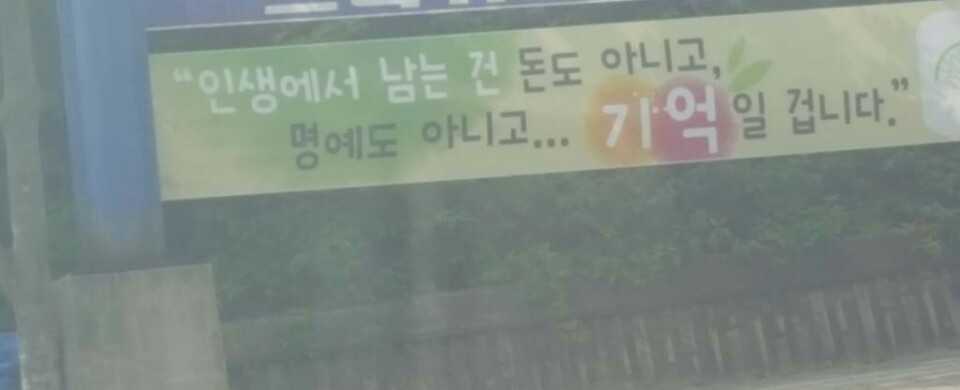 “인생에서 남는 건 돈도 아니고,
명예도 아니고... 기억일 겁니다.”